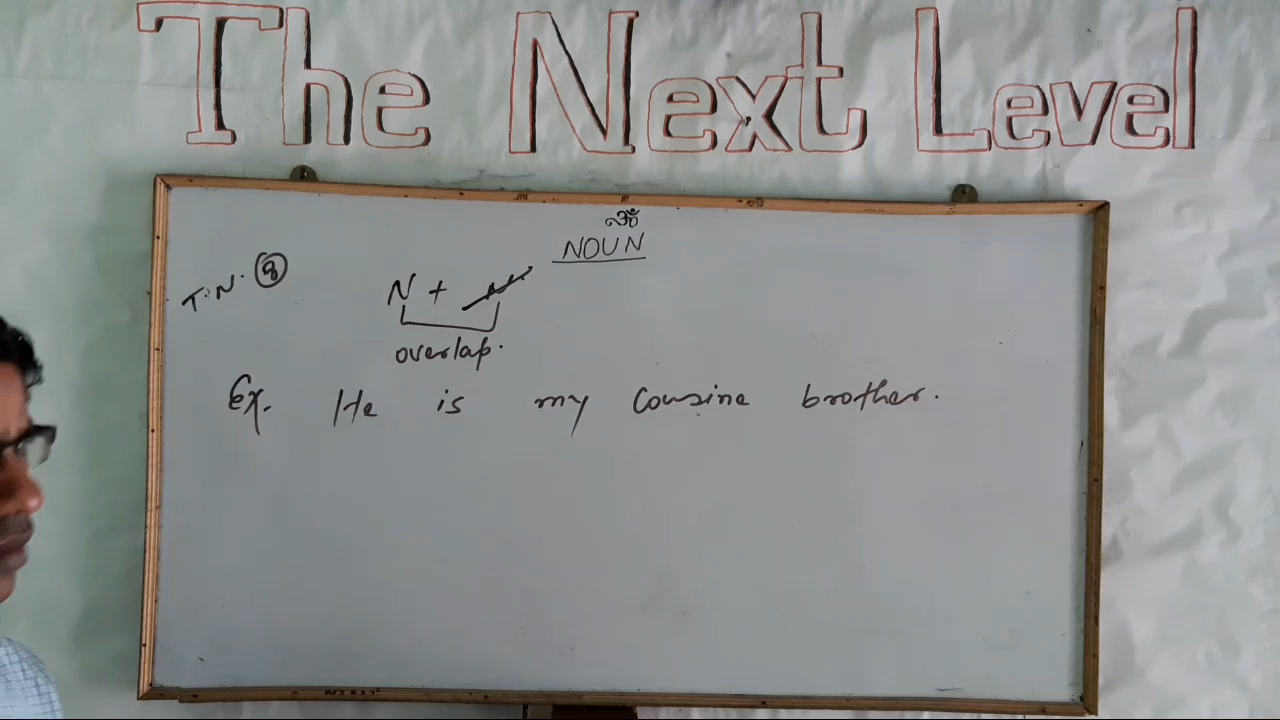 The Next Level
ॐ
NOUN
T.N. ⑧
N +
overlap.
Ex. He is my cousine brother.